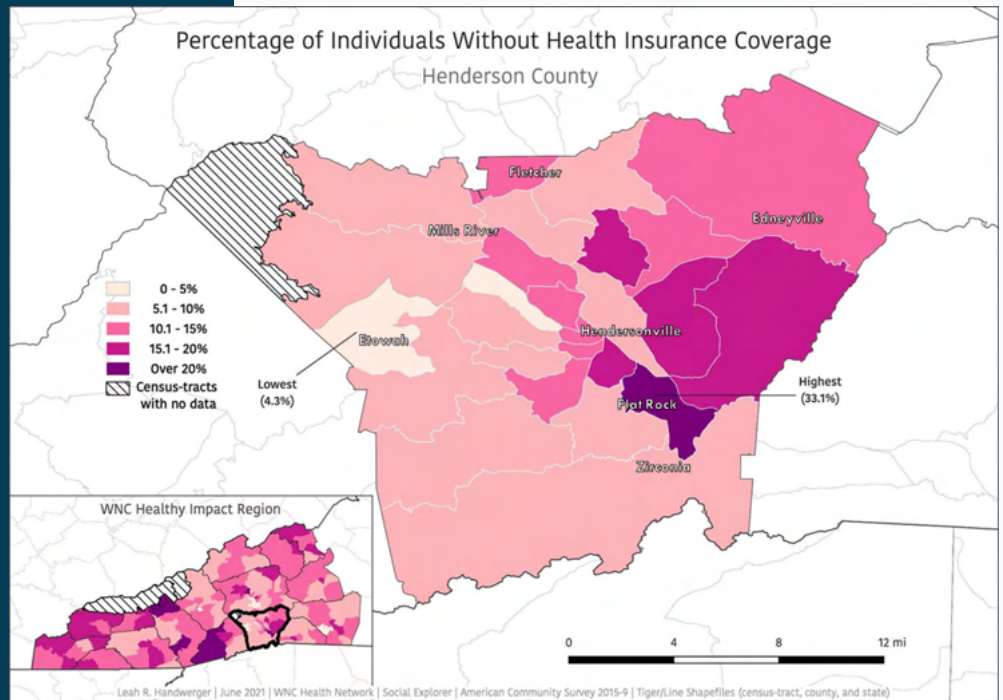 Percentage of Individuals Without Health Insurance Coverage
Henderson County
Fletcher
Edneyville
Mills River
0 - 5%
5.1 - 10%
10.1 - 15%
15.1 - 20%
Over 20%
Census-tracts
with no data
Hendersonville
Etowah
Lowest
(4.3%)
Highest
(33.1%)
Flat Rock
Zirconia
WNC Healthy Impact Region
0 4 8 12 mi
Leah R. Handwerger | June 2021 | WNC Health Network | Social Explorer | American Community Survey 2015-9 | Tiger/Line Shapefiles (census-tract, county, and state)